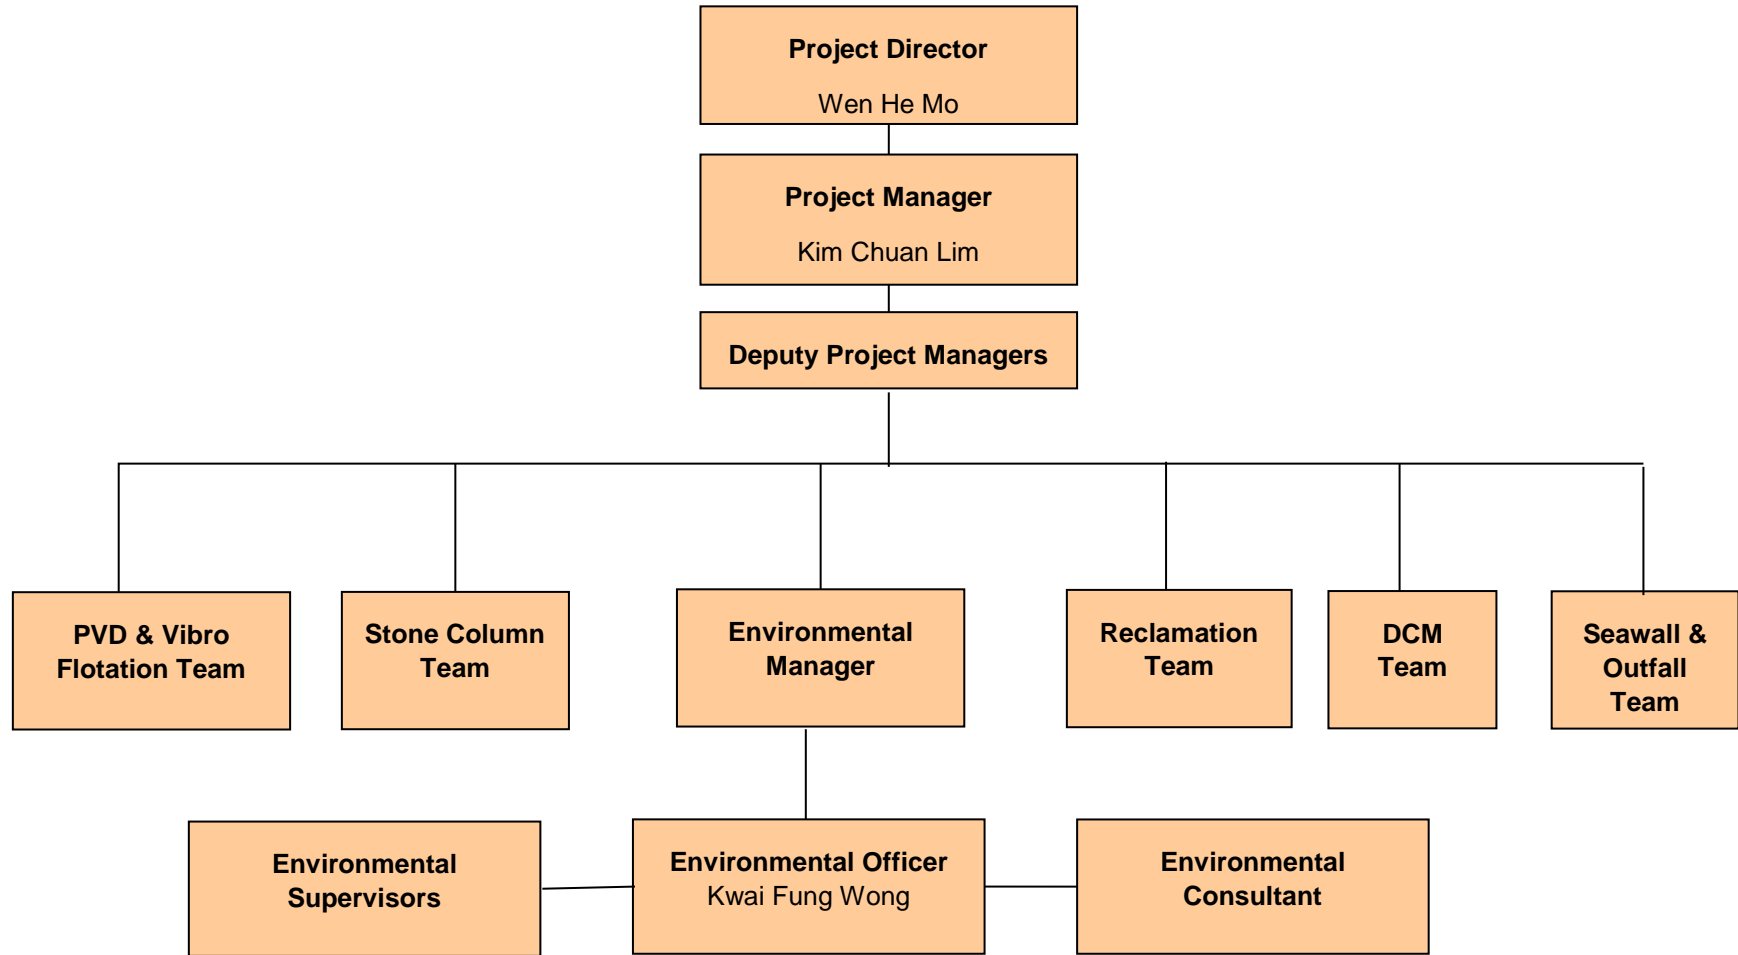 Project Director
Wen He Mo
Project Manager
Kim Chuan Lim
Deputy Project Managers
PVD & Vibro
Flotation Team
Stone Column
Team
Environmental
Manager
Reclamation
Team
DCM
Team
Seawall &
Outfall
Team
Environmental
Supervisors
Environmental Officer
Kwai Fung Wong
Environmental
Consultant